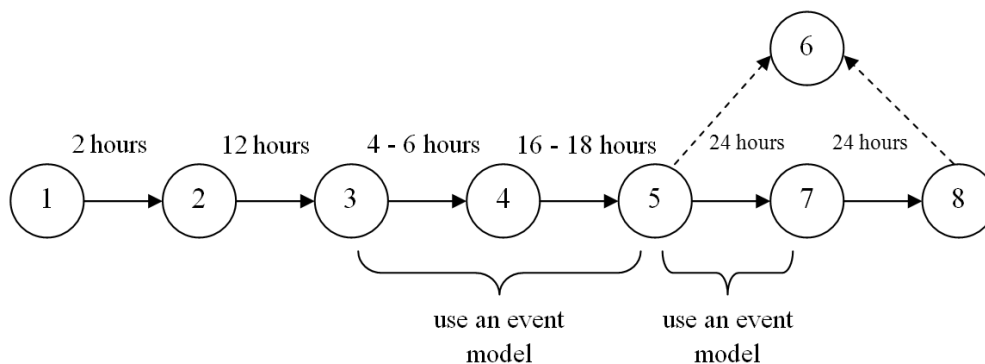 6
2 hours
12 hours
4 - 6 hours
16 - 18 hours
24 hours
24 hours
1
2
3
4
5
7
8
use an event
model
use an event
model